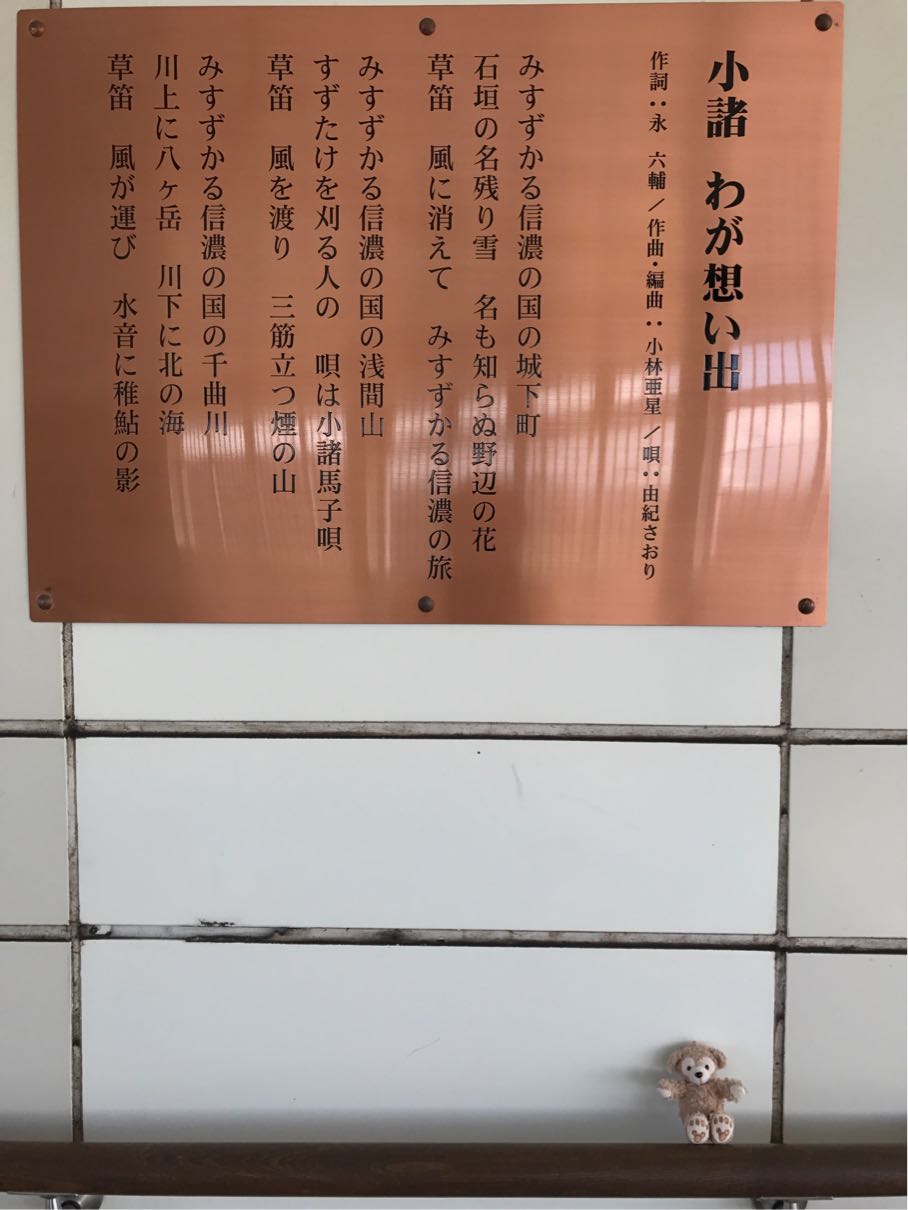 小諸 わが想い出
作詞:永 六輔/作曲・編曲:小林亜星/唄:由紀さおり
みすずかる信濃の国の城下町
石垣の名残り雪 名も知らぬ野辺の花
草笛 風に消えて みすずかる信濃の旅
みすずかる信濃の国の浅間山
すずたけを刈る人の 唄は小諸馬子唄
草笛 風を渡り 三筋立つ煙の山
みすずかる信濃の国の千曲川
川上に八ヶ岳 川下に北の海
草笛 風が運び 水音に稚鮎の影